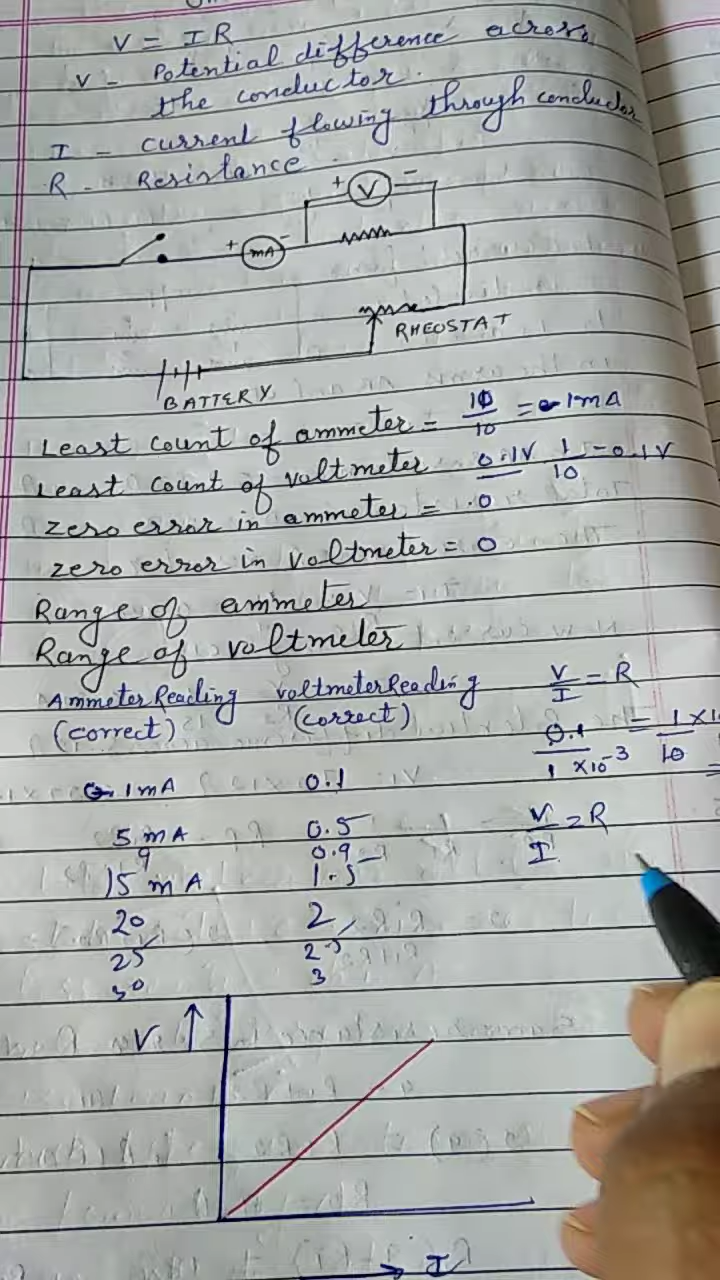 V = IR
V - Potential difference across
the conductor.
I - current flowing through conductor
R - Resistance
+ V -
+ mA -
RHEOSTAT
BATTERY
Least count of ammeter = 10/10 = 1mA
Least count of voltmeter 0.1V 1/10 = 0.1V
zero error in ammeter = .0
zero error in voltmeter = 0
Range of ammeter
Range of voltmeter
Ammeter Reading voltmeter Reading V/I = R
(correct) (correct)
0.1/1 × 10⁻³ = 1/10
1mA 0.1
5 mA 0.5 V/I = R
9 0.9
15 mA 1.5
20 2
25 2.5
30 3
V ↑
→ I